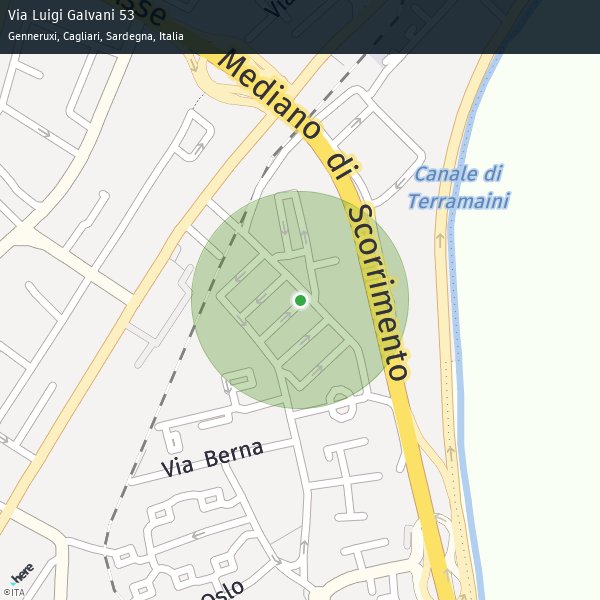 Via Luigi Galvani 53
Genneruxi, Cagliari, Sardegna, Italia
Asse
Mediano di Scorrimento
Canale di
Terramaini
Via Berna
Oslo
here
©ITA